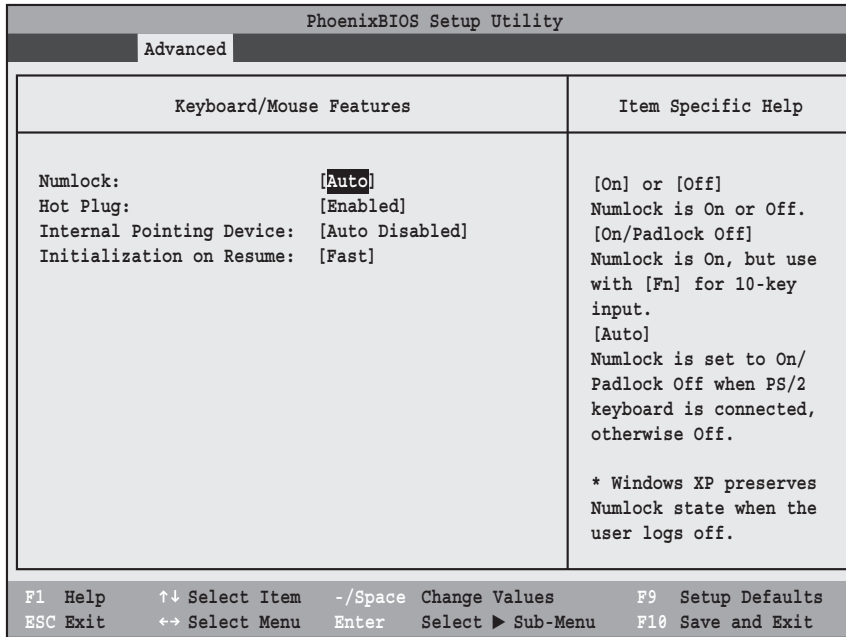 PhoenixBIOS Setup Utility
Advanced
Keyboard/Mouse Features
Item Specific Help
Numlock: [Auto]
Hot Plug: [Enabled]
Internal Pointing Device: [Auto Disabled]
Initialization on Resume: [Fast]
[On] or [Off]
Numlock is On or Off.
[On/Padlock Off]
Numlock is On, but use
with [Fn] for 10-key
input.
[Auto]
Numlock is set to On/
Padlock Off when PS/2
keyboard is connected,
otherwise Off.
* Windows XP preserves
Numlock state when the
user logs off.
F1 Help ↑↓ Select Item -/Space Change Values F9 Setup Defaults
ESC Exit ←→ Select Menu Enter Select ▶ Sub-Menu F10 Save and Exit